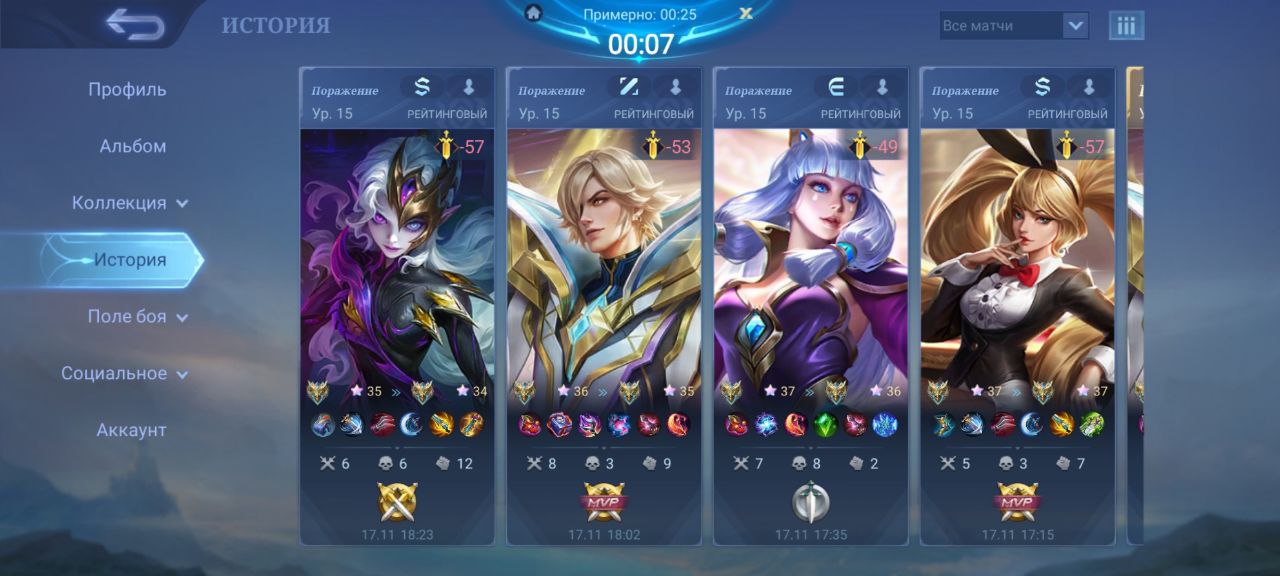 ИСТОРИЯ
Примерно: 00:25
X
00:07
Все матчи
Профиль
Альбом
Коллекция
История
Поле боя
Социальное
Аккаунт
Поражение
Ур. 15 РЕЙТИНГОВЫЙ
-57
35 » 34
6 6 12
17.11 18:23
Поражение
Ур. 15 РЕЙТИНГОВЫЙ
-53
36 » 35
8 3 9
MVP
17.11 18:02
Поражение
Ур. 15 РЕЙТИНГОВЫЙ
-49
37 » 36
7 8 2
17.11 17:35
Поражение
Ур. 15 РЕЙТИНГОВЫЙ
-57
37 » 37
5 3 7
MVP
17.11 17:15